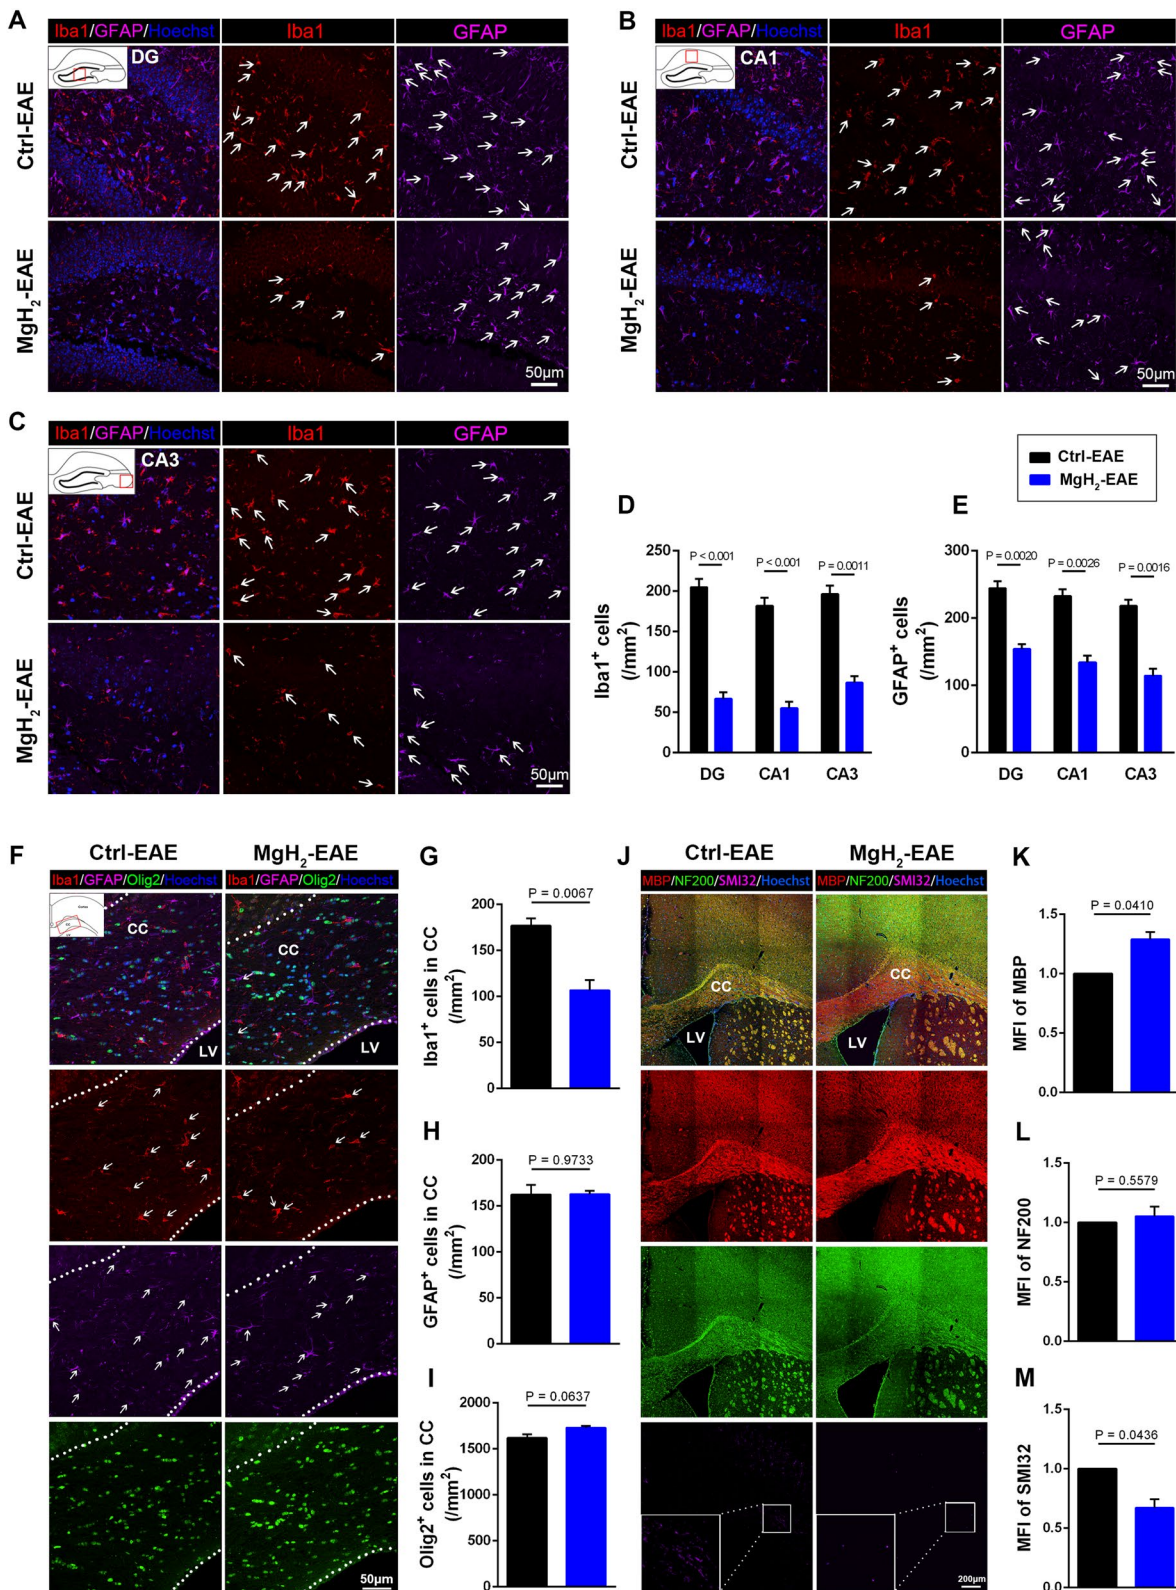 A
Iba1/GFAP/Hoechst Iba1 GFAP
DG
Ctrl-EAE
MgH2-EAE
50μm
B
Iba1/GFAP/Hoechst Iba1 GFAP
CA1
Ctrl-EAE
MgH2-EAE
50μm
C
Iba1/GFAP/Hoechst Iba1 GFAP
CA3
Ctrl-EAE
MgH2-EAE
50μm
Ctrl-EAE
MgH2-EAE
D
Iba1+ cells
(/mm2)
250
200
150
100
50
0
P < 0.001 P < 0.001 P = 0.0011
DG CA1 CA3
E
GFAP+ cells
(/mm2)
300
200
100
0
P = 0.0020 P = 0.0026 P = 0.0016
DG CA1 CA3
F
Ctrl-EAE MgH2-EAE
Iba1/GFAP/Olig2/Hoechst Iba1/GFAP/Olig2/Hoechst
CC CC
LV LV
50μm
G
Iba1+ cells in CC
(/mm2)
200
150
100
50
0
P = 0.0067
H
GFAP+ cells in CC
(/mm2)
200
150
100
50
0
P = 0.9733
I
Olig2+ cells in CC
(/mm2)
2000
1500
1000
500
0
P = 0.0637
J
Ctrl-EAE MgH2-EAE
MBP/NF200/SMI32/Hoechst MBP/NF200/SMI32/Hoechst
CC CC
LV LV
200μm
K
MFI of MBP
1.5
1.0
0.5
0.0
P = 0.0410
L
MFI of NF200
1.5
1.0
0.5
0.0
P = 0.5579
M
MFI of SMI32
1.5
1.0
0.5
0.0
P = 0.0436